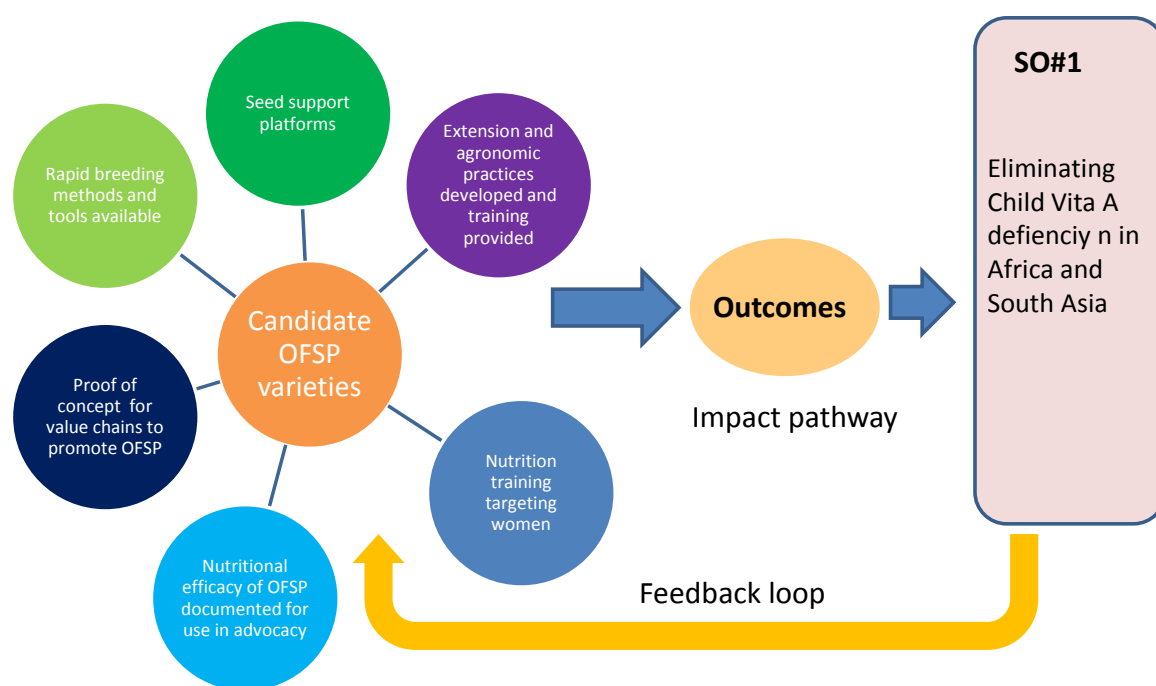 Seed support
platforms
Extension and
agronomic
practices
developed and
training
provided
Rapid breeding
methods and
tools available
Candidate
OFSP
varieties
Proof of
concept for
value chains to
promote OFSP
Nutrition
training
targeting
women
Nutritional
efficacy of OFSP
documented for
use in advocacy
Outcomes
Impact pathway
SO#1
Eliminating
Child Vita A
defienciy n in
Africa and
South Asia
Feedback loop